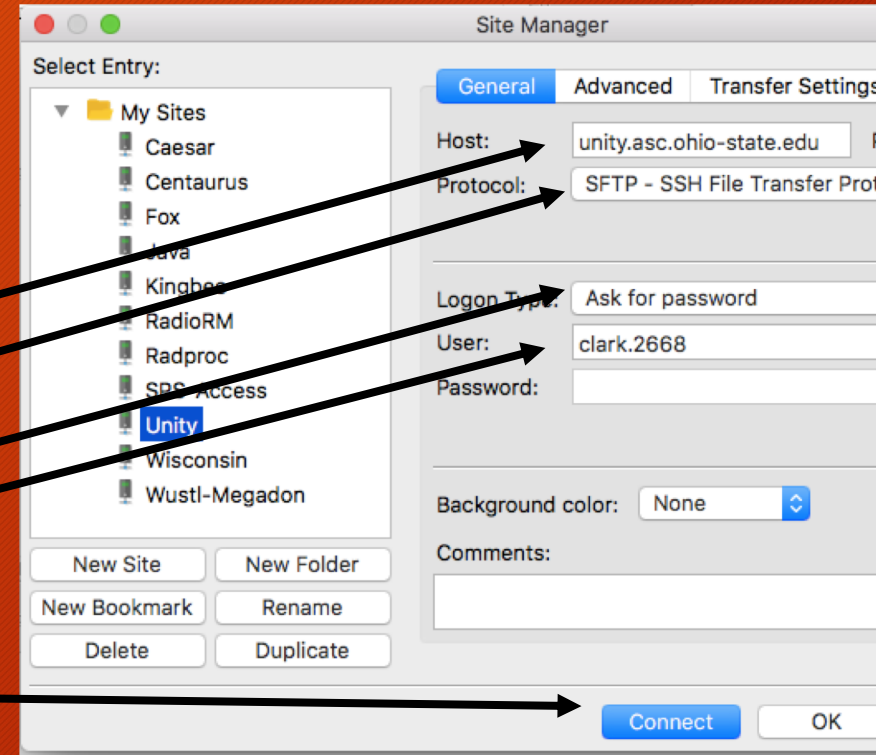 Site Manager
Select Entry:
My Sites
Caesar
Centaurus
Fox
Java
Kingbee
RadioRM
Radproc
SPS-Access
Unity
Wisconsin
Wustl-Megadon
New Site
New Folder
New Bookmark
Rename
Delete
Duplicate
General Advanced Transfer Settings
Host: unity.asc.ohio-state.edu P
Protocol: SFTP - SSH File Transfer Prot
Logon Type: Ask for password
User: clark.2668
Password:
Background color: None
Comments:
Connect OK